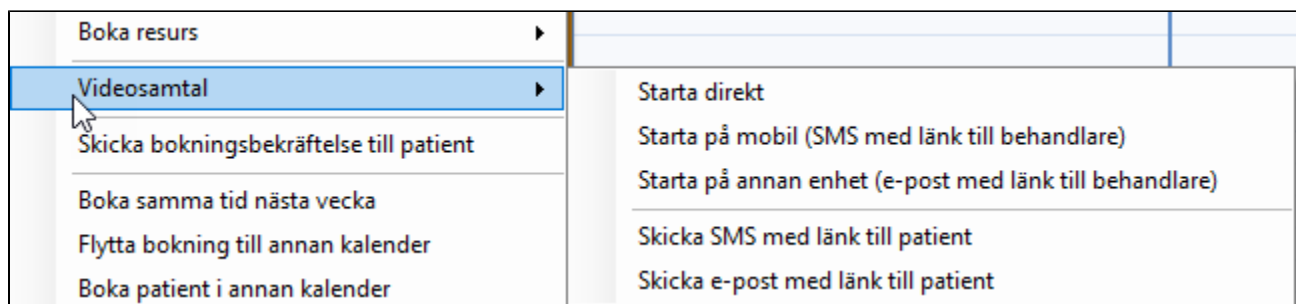 Boka resurs
Videosamtal
Skicka bokningsbekräftelse till patient
Boka samma tid nästa vecka
Flytta bokning till annan kalender
Boka patient i annan kalender
Starta direkt
Starta på mobil (SMS med länk till behandlare)
Starta på annan enhet (e-post med länk till behandlare)
Skicka SMS med länk till patient
Skicka e-post med länk till patient